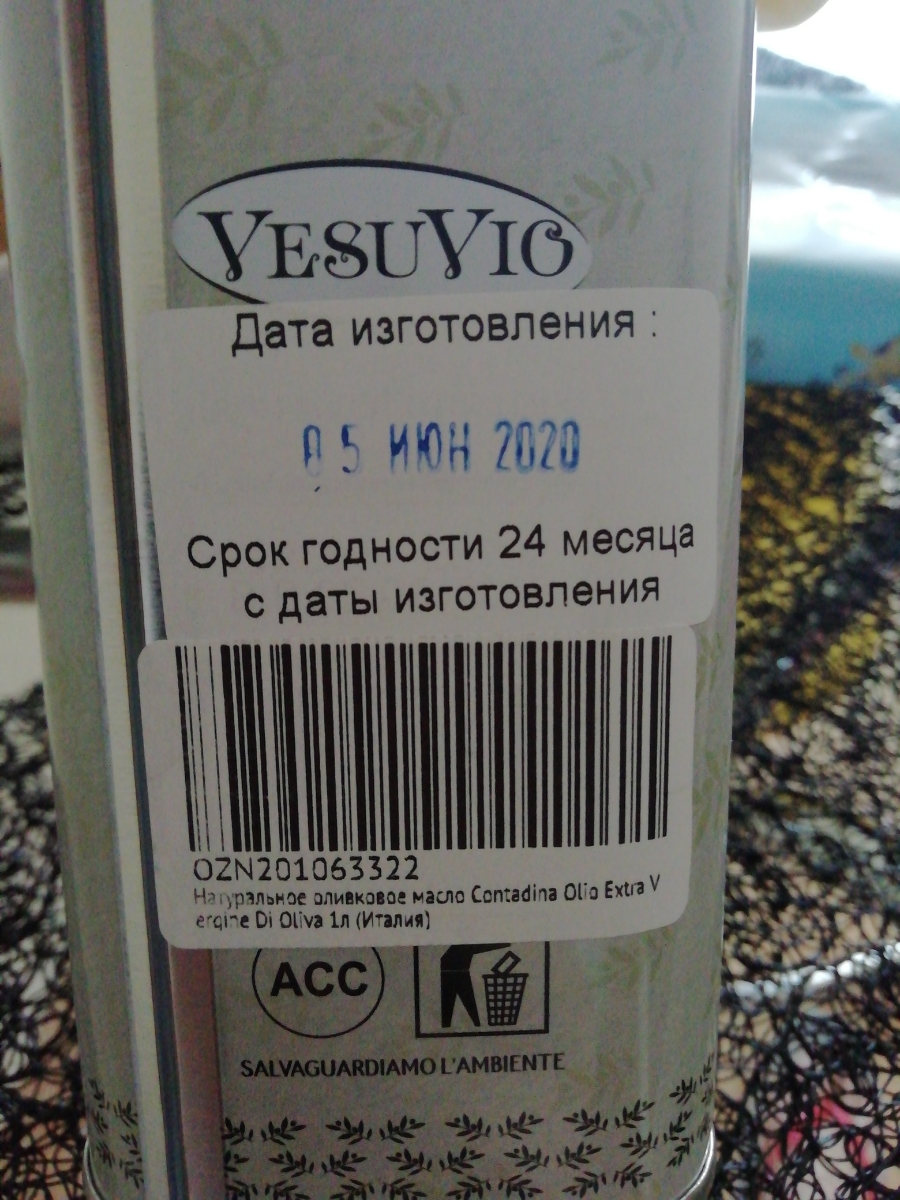 VESUVIO
Дата изготовления :
05 ИЮН 2020
Срок годности 24 месяца
с даты изготовления
OZN201063322
Натуральное оливковое масло Contadina Olio Extra V
ergine Di Oliva 1л (Италия)
ACC
SALVAGUARDIAMO L'AMBIENTE